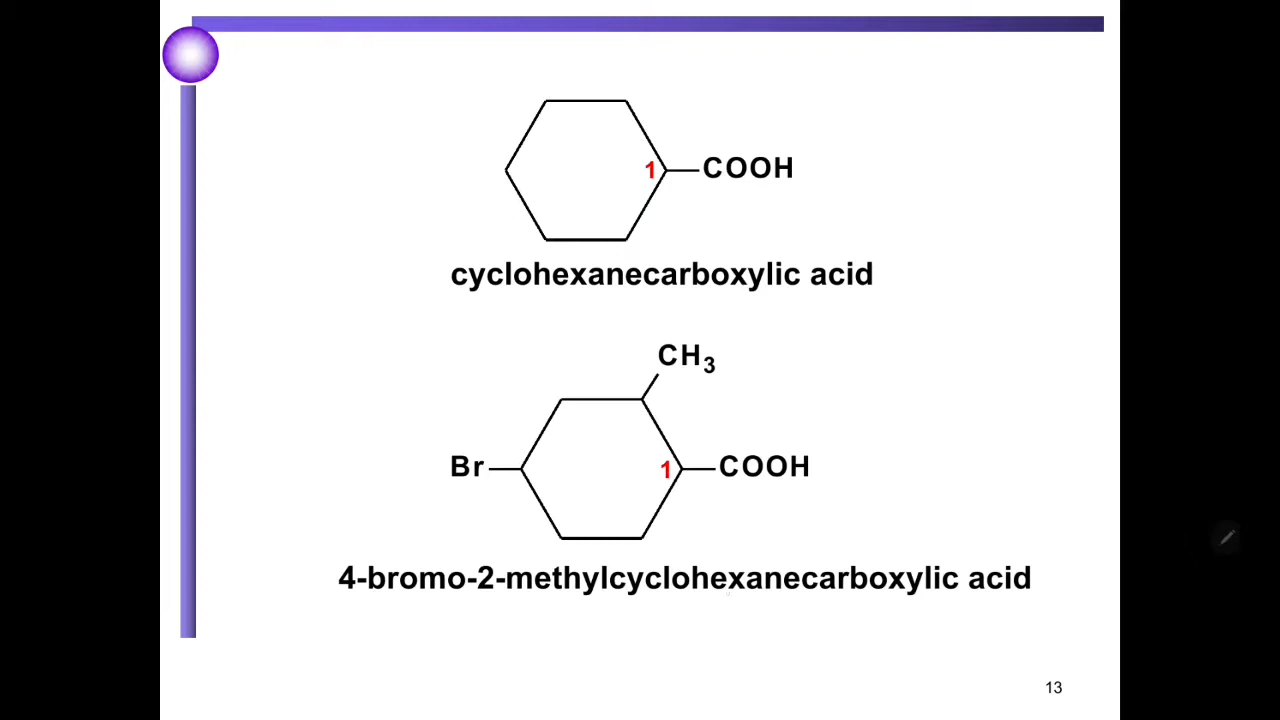 1 COOH
cyclohexanecarboxylic acid
CH₃
Br 1 COOH
4-bromo-2-methylcyclohexanecarboxylic acid
13